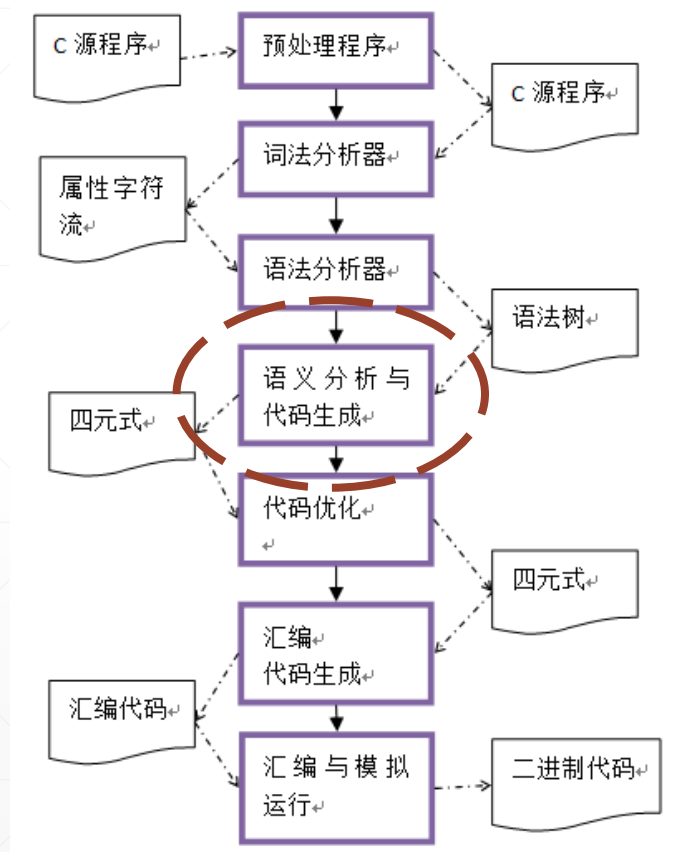 C 源程序
预处理程序
C 源程序
词法分析器
属性字符
流
语法分析器
语法树
语义分析与
代码生成
四元式
代码优化
四元式
汇编
代码生成
汇编代码
汇编与模拟
运行
二进制代码